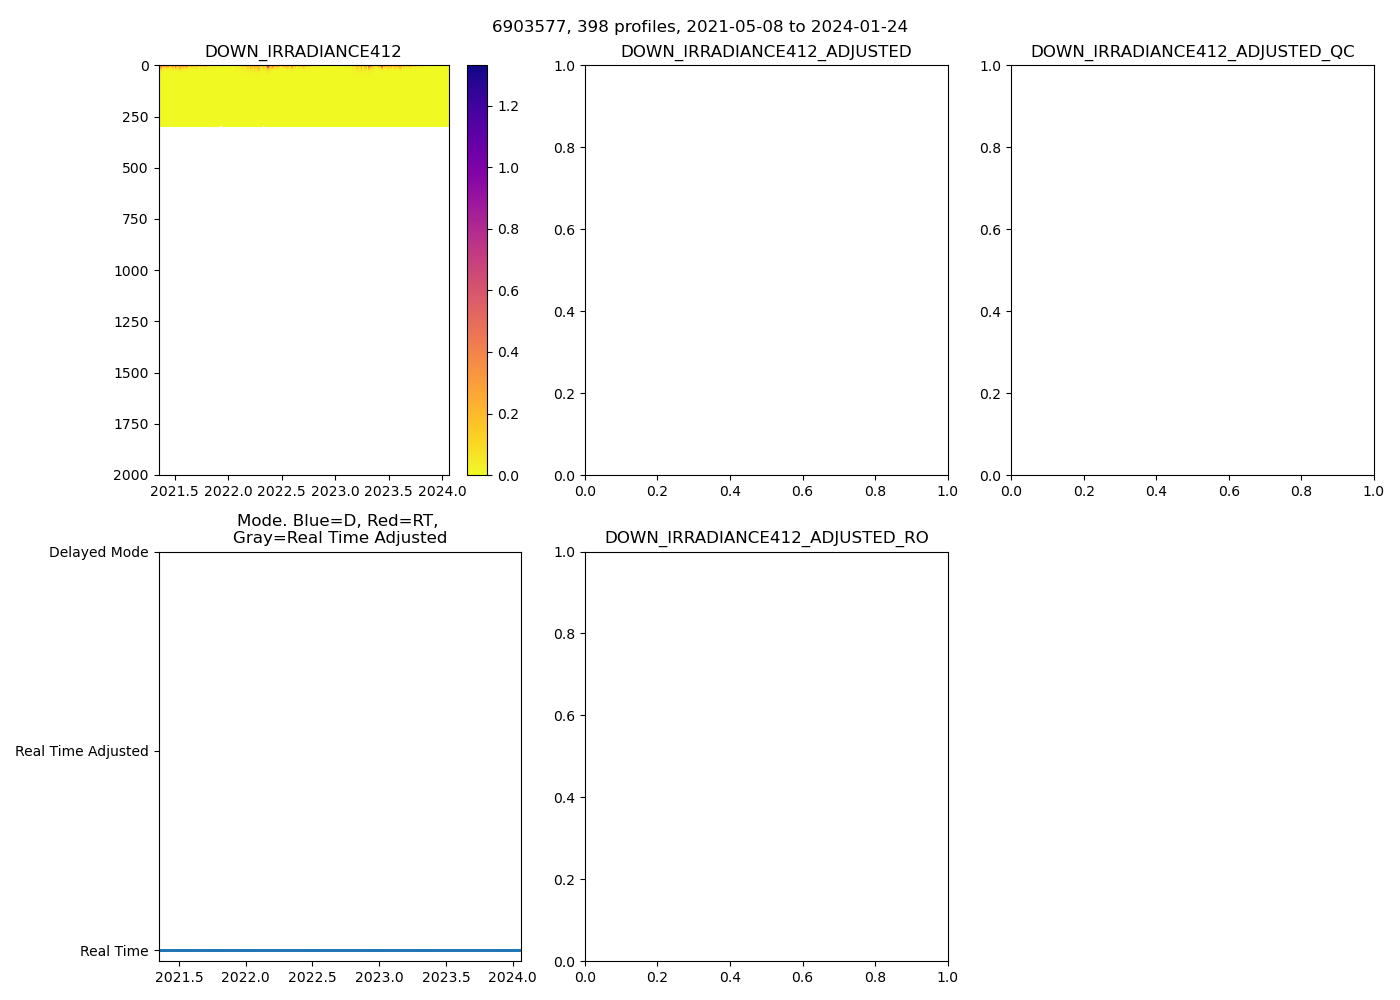 6903577, 398 profiles, 2021-05-08 to 2024-01-24
DOWN_IRRADIANCE412
0
250
500
750
1000
1250
1500
1750
2000
2021.5 2022.0 2022.5 2023.0 2023.5 2024.0
1.2
1.0
0.8
0.6
0.4
0.2
0.0
DOWN_IRRADIANCE412_ADJUSTED
1.0
0.8
0.6
0.4
0.2
0.0
0.0 0.2 0.4 0.6 0.8 1.0
DOWN_IRRADIANCE412_ADJUSTED_QC
1.0
0.8
0.6
0.4
0.2
0.0
0.0 0.2 0.4 0.6 0.8 1.0
Mode. Blue=D, Red=RT,
Gray=Real Time Adjusted
Delayed Mode
Real Time Adjusted
Real Time
2021.5 2022.0 2022.5 2023.0 2023.5 2024.0
DOWN_IRRADIANCE412_ADJUSTED_RO
1.0
0.8
0.6
0.4
0.2
0.0
0.0 0.2 0.4 0.6 0.8 1.0